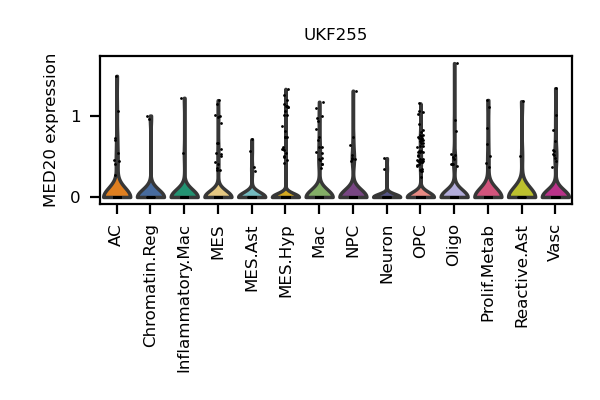 UKF255
MED20 expression
1
0
AC
Chromatin.Reg
Inflammatory.Mac
MES
MES.Ast
MES.Hyp
Mac
NPC
Neuron
OPC
Oligo
Prolif.Metab
Reactive.Ast
Vasc